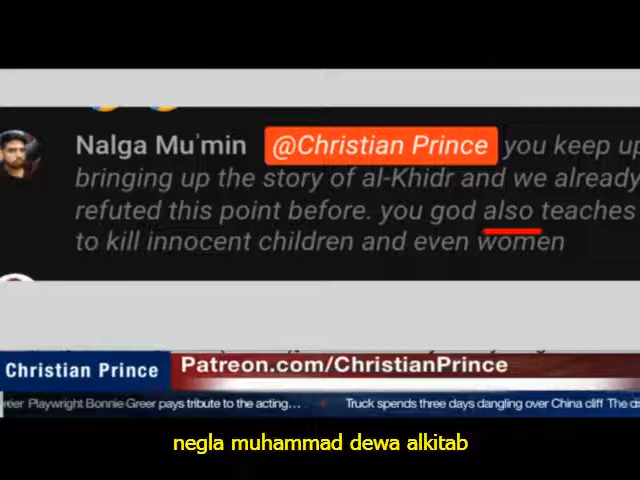 Nalga Mu'min @Christian Prince you keep up
bringing up the story of al-Khidr and we already
refuted this point before. you god also teaches
to kill innocent children and even women
Christian Prince
Patreon.com/ChristianPrince
Playwright Bonnie Greer pays tribute to the acting... Truck spends three days dangling over China cliff The
negla muhammad dewa alkitab